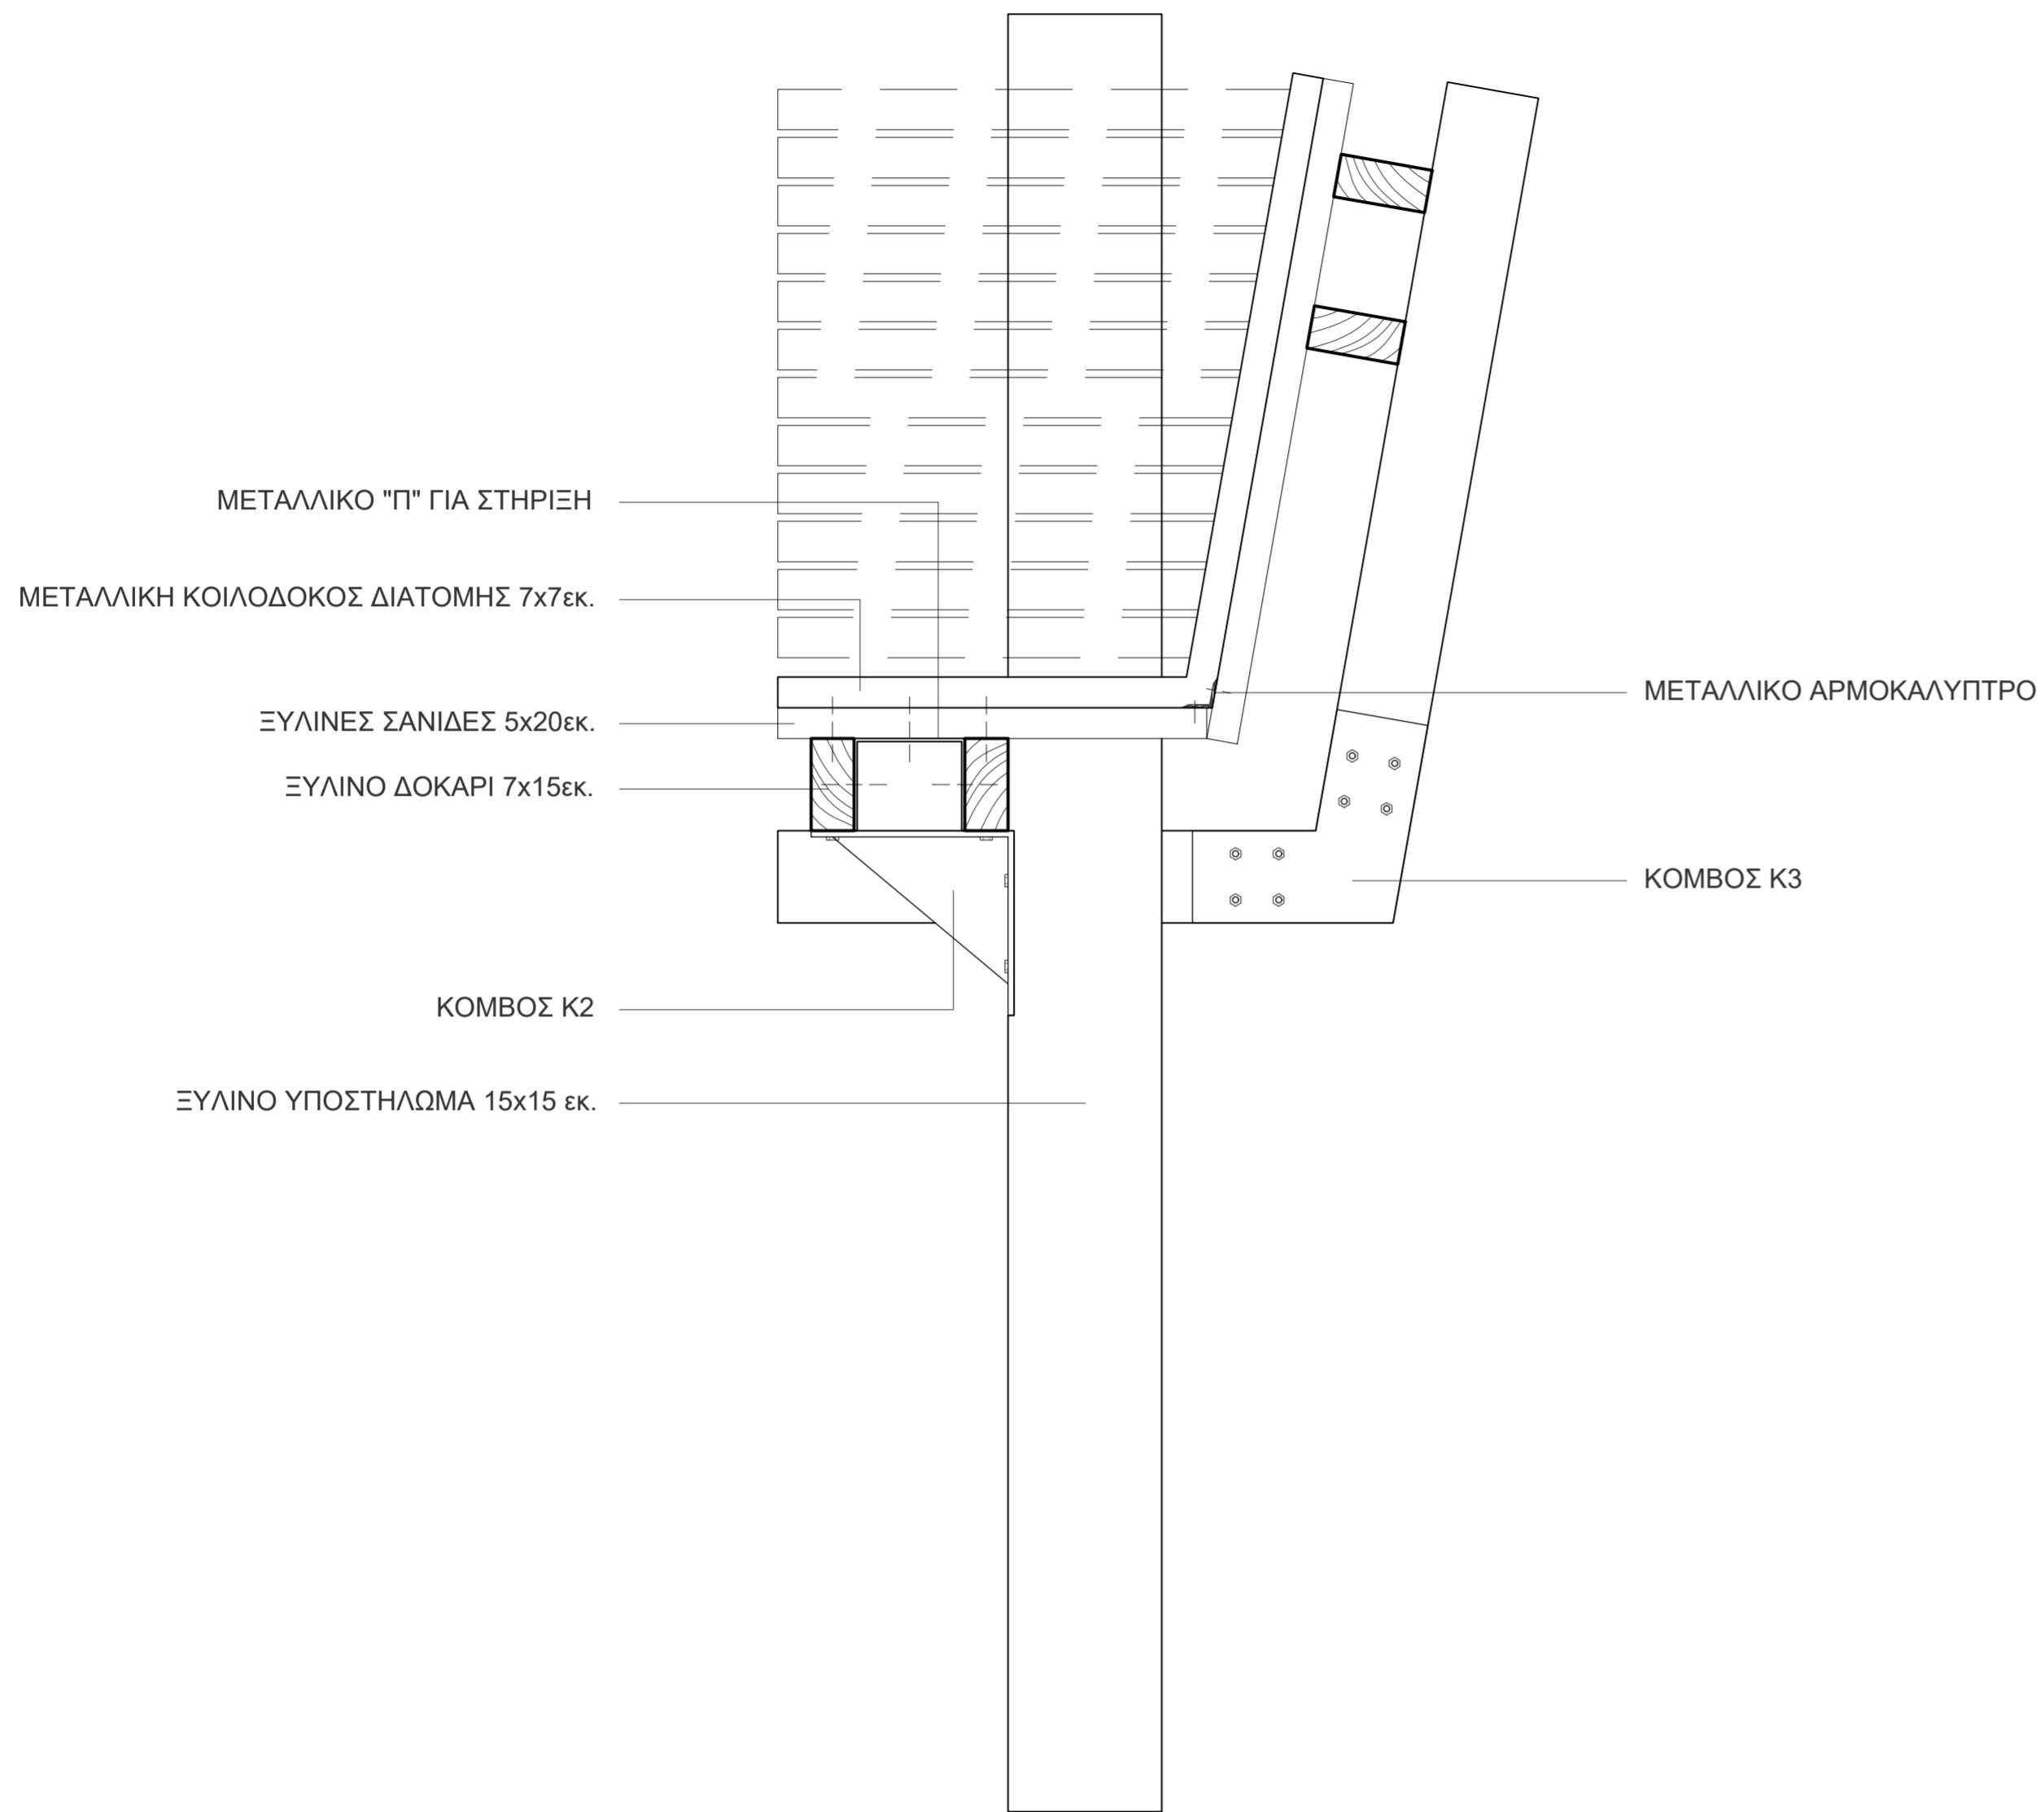 ΜΕΤΑΛΛΙΚΟ "Π" ΓΙΑ ΣΤΗΡΙΞΗ
ΜΕΤΑΛΛΙΚΗ ΚΟΙΛΟΔΟΚΟΣ ΔΙΑΤΟΜΗΣ 7x7εκ.
ΜΕΤΑΛΛΙΚΟ ΑΡΜΟΚΑΛΥΠΤΡΟ
ΞΥΛΙΝΕΣ ΣΑΝΙΔΕΣ 5x20εκ.
ΞΥΛΙΝΟ ΔΟΚΑΡΙ 7x15εκ.
ΚΟΜΒΟΣ Κ3
ΚΟΜΒΟΣ Κ2
ΞΥΛΙΝΟ ΥΠΟΣΤΗΛΩΜΑ 15x15 εκ.